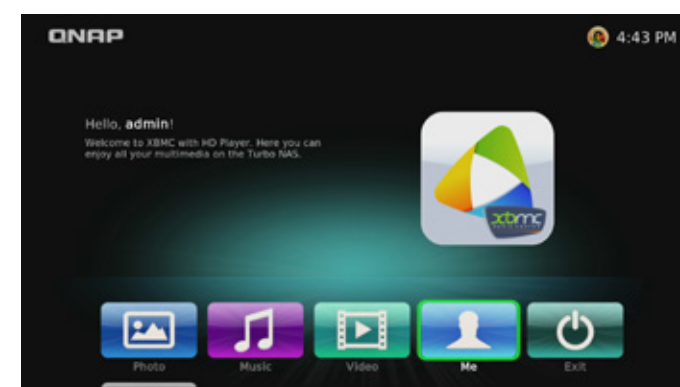 QNAP
4:43 PM
Hello, admin!
Welcome to XBMC with HD Player. Here you can
enjoy all your multimedia on the Turbo NAS.
xbmc
Photo
Music
Video
Me
Exit